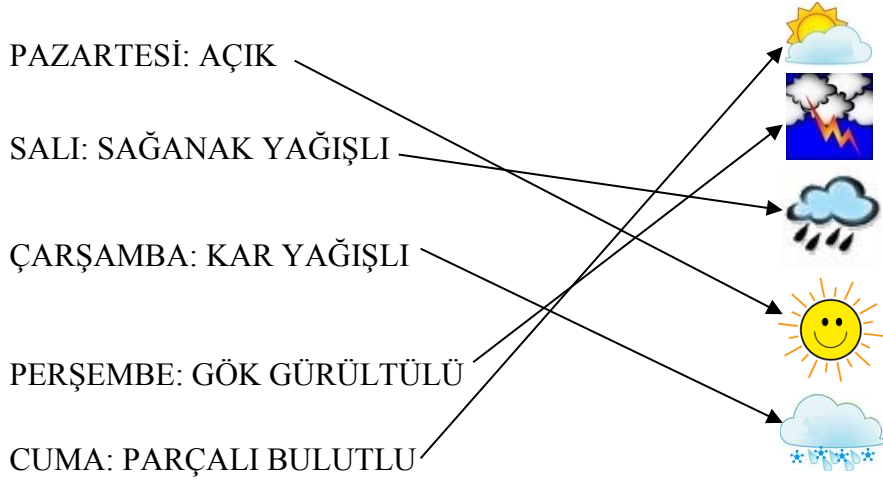 PAZARTESİ: AÇIK
SALI: SAĞANAK YAĞIŞLI
ÇARŞAMBA: KAR YAĞIŞLI
PERŞEMBE: GÖK GÜRÜLTÜLÜ
CUMA: PARÇALI BULUTLU